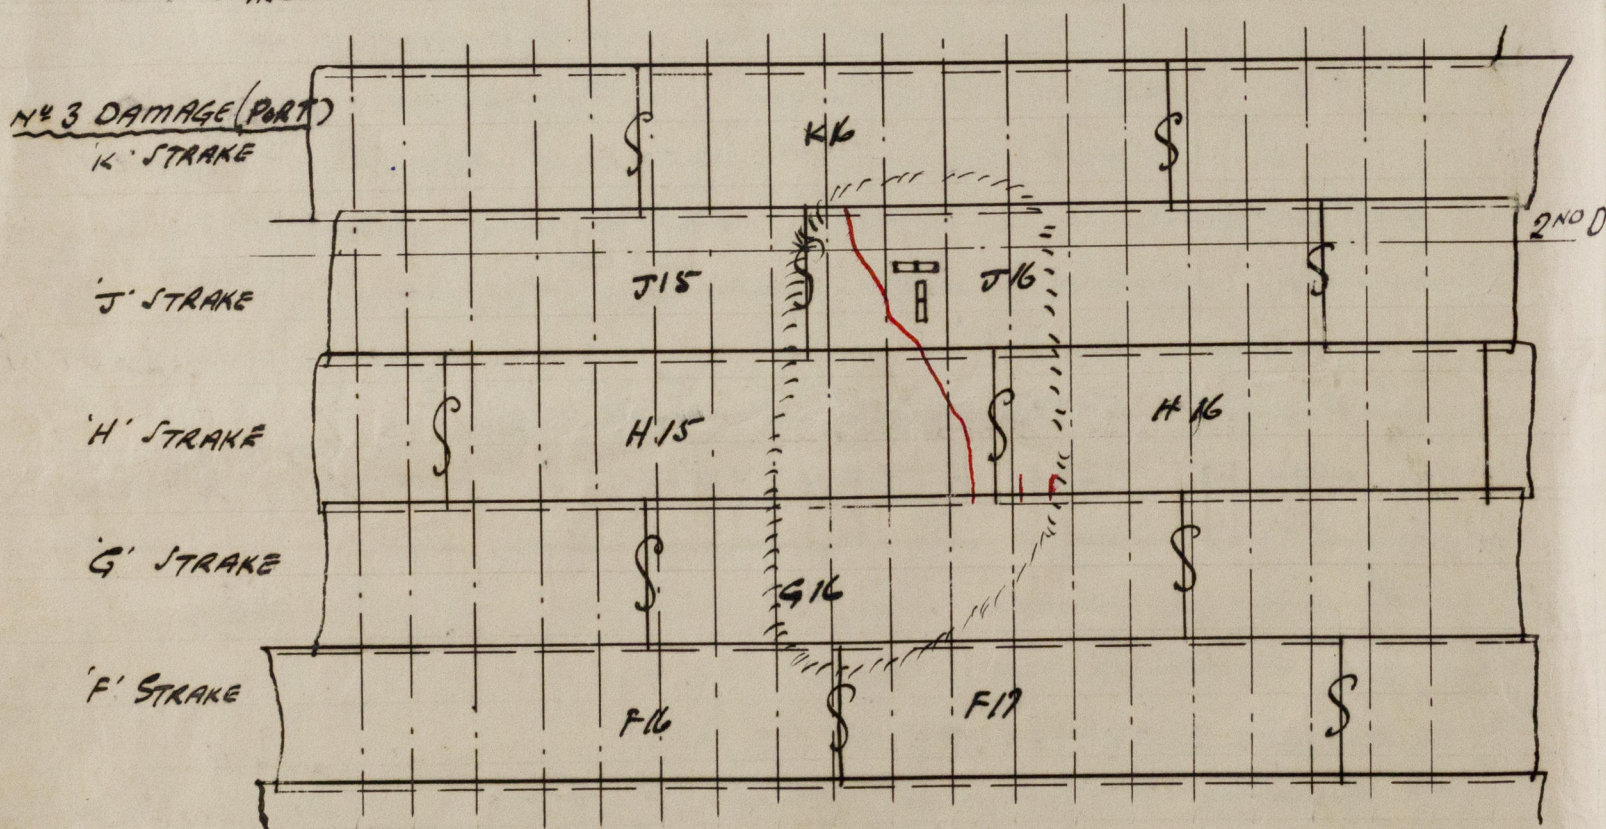 Nº 3 DAMAGE (PORT)
'K' STRAKE
K16
2ND D
'J' STRAKE
J15
J16
'H' STRAKE
H15
H16
'G' STRAKE
G16
'F' STRAKE
F16
F17